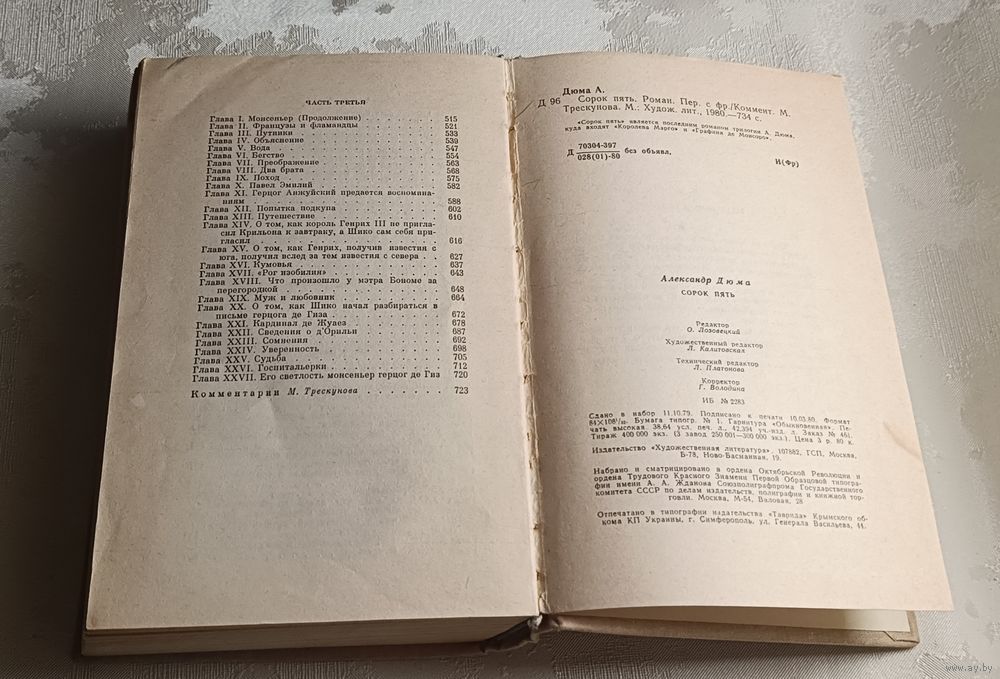 ЧАСТЬ ТРЕТЬЯ
Глава I. Монсеньер (Продолжение) 515
Глава II. Французы и фламандцы 521
Глава III. Путники 533
Глава IV. Объяснение 539
Глава V. Вода 547
Глава VI. Бегство 554
Глава VII. Преображение 563
Глава VIII. Два брата 568
Глава IX. Поход 575
Глава X. Павел Эмилий 582
Глава XI. Герцог Анжуйский предается воспомина-
ниям 588
Глава XII. Попытка подкупа 602
Глава XIII. Путешествие 610
Глава XIV. О том, как король Генрих III не пригла-
сил Крильона к завтраку, а Шико сам себя при-
гласил 616
Глава XV. О том, как Генрих, получив известия с
юга, получил вслед за тем известия с севера 627
Глава XVI. Кумовья 637
Глава XVII. «Рог изобилия» 643
Глава XVIII. Что произошло у мэтра Бономе за
перегородкой 648
Глава XIX. Муж и любовник 664
Глава XX. О том, как Шико начал разбираться в
письме герцога де Гиза 672
Глава XXI. Кардинал де Жуаез 678
Глава XXII. Сведения о д'Орильи 687
Глава XXIII. Сомнения 692
Глава XXIV. Уверенность 698
Глава XXV. Судьба 705
Глава XXVI. Госпитальерки 712
Глава XXVII. Его светлость монсеньер герцог де Гиз 720
Комментарии М. Трескунова 723
Дюма А.
Д 96 Сорок пять. Роман. Пер. с фр./Коммент. М.
Трескунова. М.: Худож. лит., 1980.—734 с.
«Сорок пять» является последним романом трилогии А. Дюма,
куда входят «Королева Марго» и «Графиня де Монсоро».
Д 70304-397
028(01)-80 без объявл.
И(Фр)
Александр Дюма
СОРОК ПЯТЬ
Редактор
О. Лозовецкий
Художественный редактор
Л. Калитовская
Технический редактор
Л. Платонова
Корректор
Г. Володина
ИБ № 2283
Сдано в набор 11.10.79. Подписано к печати 10.03.80. Формат
84×108¹/₃₂. Бумага типогр. № 1. Гарнитура «Обыкновенная». Пе-
чать высокая. 38,64 усл. печ. л., 42,394 уч.-изд. л. Заказ № 461.
Тираж 400 000 экз. (3 завод 250 001—300 000 экз.). Цена 3 р. 80 к.
Издательство «Художественная литература», 107882, ГСП, Москва,
Б-78, Ново-Басманная, 19.
Набрано и сматрицировано в ордена Октябрьской Революции и
ордена Трудового Красного Знамени Первой Образцовой типогра-
фии имени А. А. Жданова Союзполиграфпрома Государственного
комитета СССР по делам издательств, полиграфии и книжной тор-
говли. Москва, М-54, Валовая, 28
Отпечатано в типографии издательства «Таврида» Крымского об-
кома КП Украины, г. Симферополь, ул. Генерала Васильева, 44.
www.ay.by